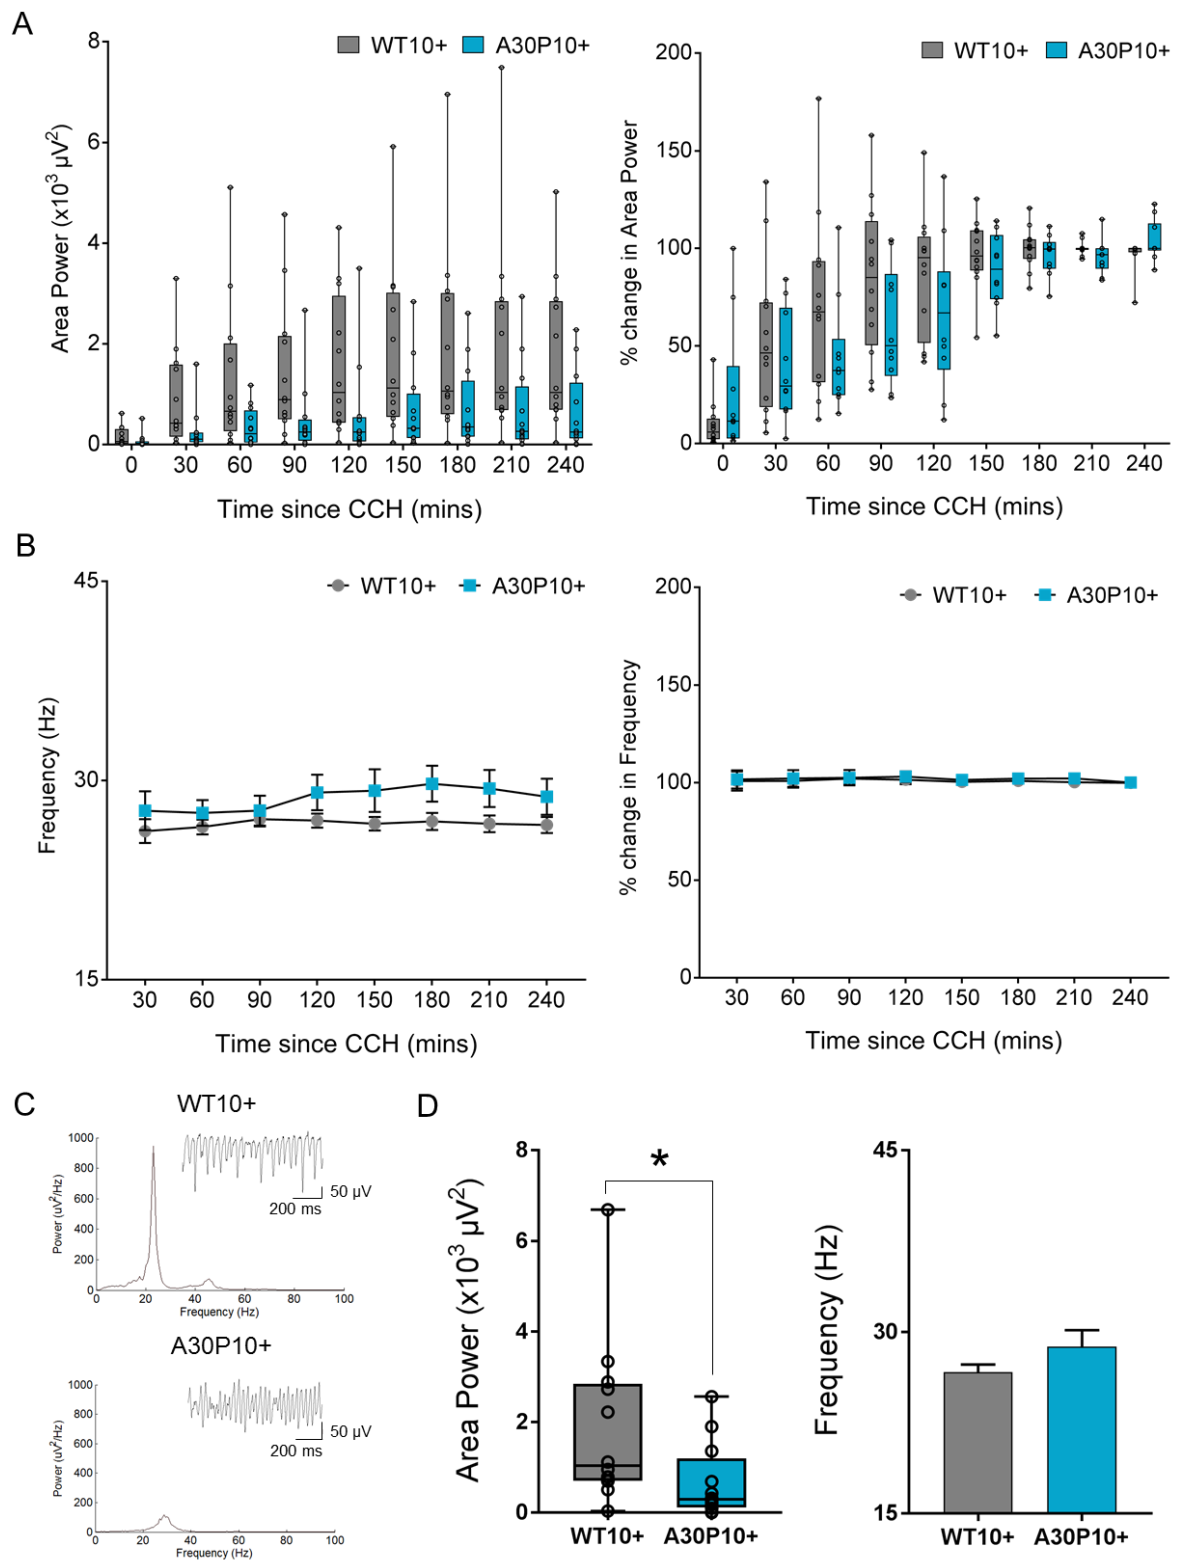 A
WT10+ A30P10+
Area Power (x10³ µV²)
8
6
4
2
0
0 30 60 90 120 150 180 210 240
Time since CCH (mins)
WT10+ A30P10+
% change in Area Power
200
150
100
50
0
0 30 60 90 120 150 180 210 240
Time since CCH (mins)
B
WT10+ A30P10+
Frequency (Hz)
45
30
15
30 60 90 120 150 180 210 240
Time since CCH (mins)
WT10+ A30P10+
% change in Frequency
200
150
100
50
0
30 60 90 120 150 180 210 240
Time since CCH (mins)
C
WT10+
Power (uV²/Hz)
1000
800
600
400
200
0
0 20 40 60 80 100
Frequency (Hz)
50 µV
200 ms
A30P10+
Power (uV²/Hz)
1000
800
600
400
200
0
0 20 40 60 80 100
Frequency (Hz)
50 µV
200 ms
D
Area Power (x10³ µV²)
8
6
4
2
0
*
WT10+ A30P10+
Frequency (Hz)
45
30
15
WT10+ A30P10+